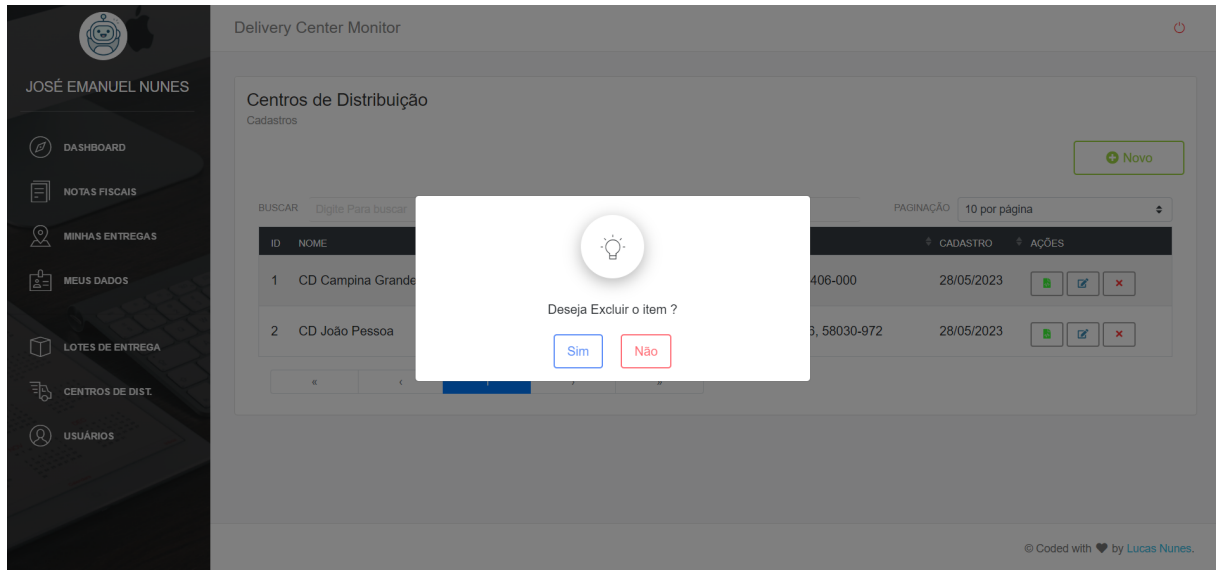 Delivery Center Monitor
JOSÉ EMANUEL NUNES
DASHBOARD
NOTAS FISCAIS
MINHAS ENTREGAS
MEUS DADOS
LOTES DE ENTREGA
CENTROS DE DIST.
USUÁRIOS
Centros de Distribuição
Cadastros
Novo
BUSCAR Digite Para buscar
PAGINAÇÃO 10 por página
ID NOME CADASTRO AÇÕES
1 CD Campina Grande 406-000 28/05/2023
2 CD João Pessoa , 58030-972 28/05/2023
« ‹ 1 › »
Deseja Excluir o item ?
Sim Não
© Coded with by Lucas Nunes.